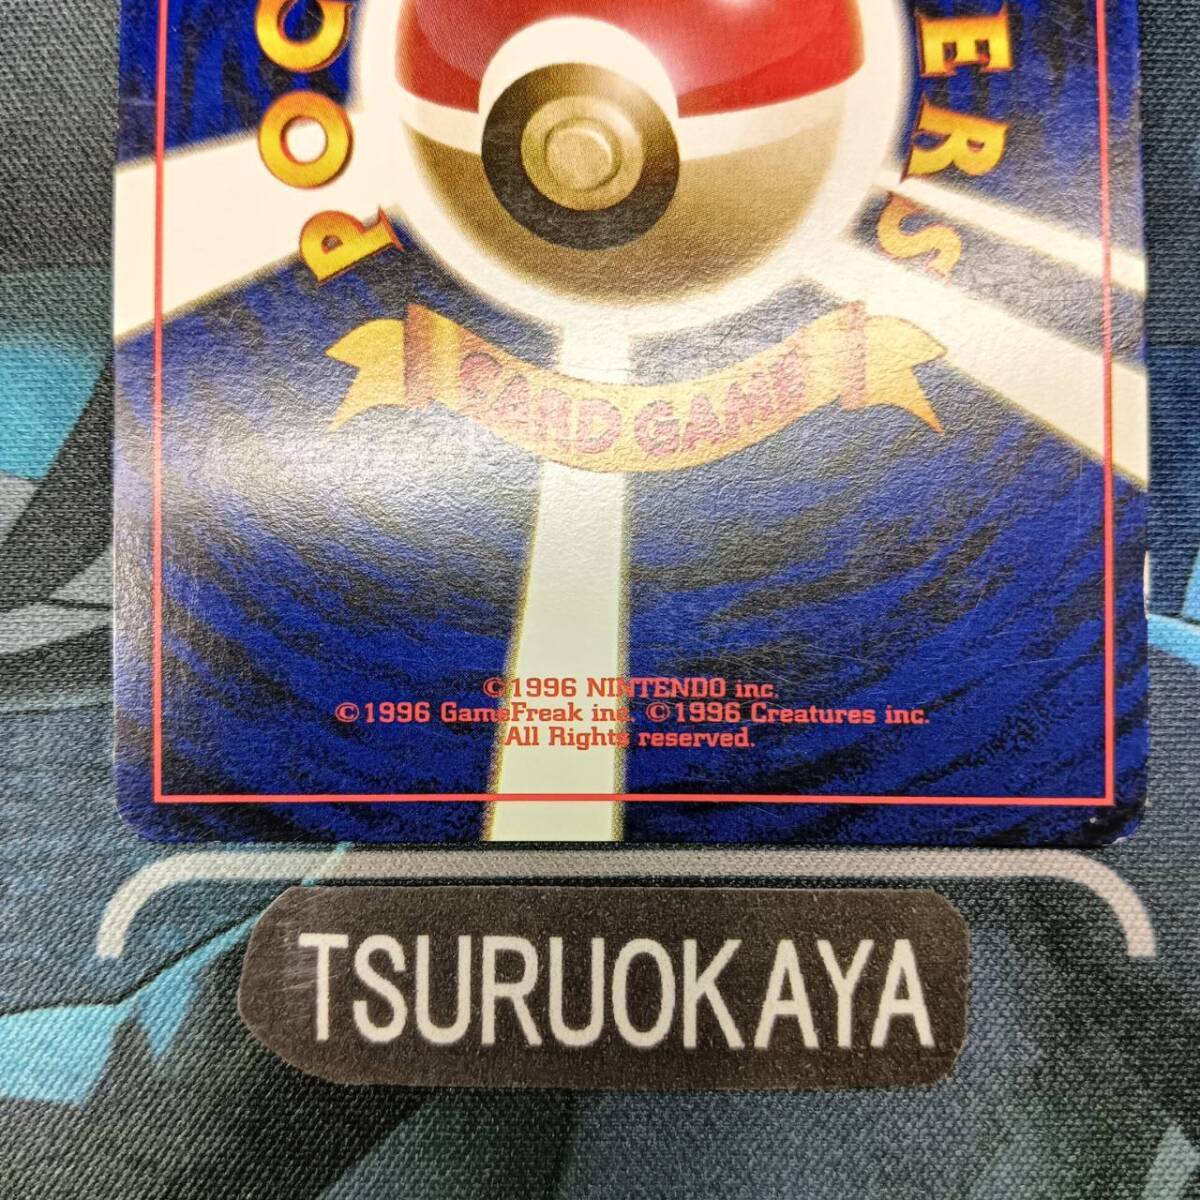 POC
ERS
CARD GAME
©1996 NINTENDO inc.
©1996 GameFreak inc. ©1996 Creatures inc.
All Rights reserved.
TSURUOKAYA